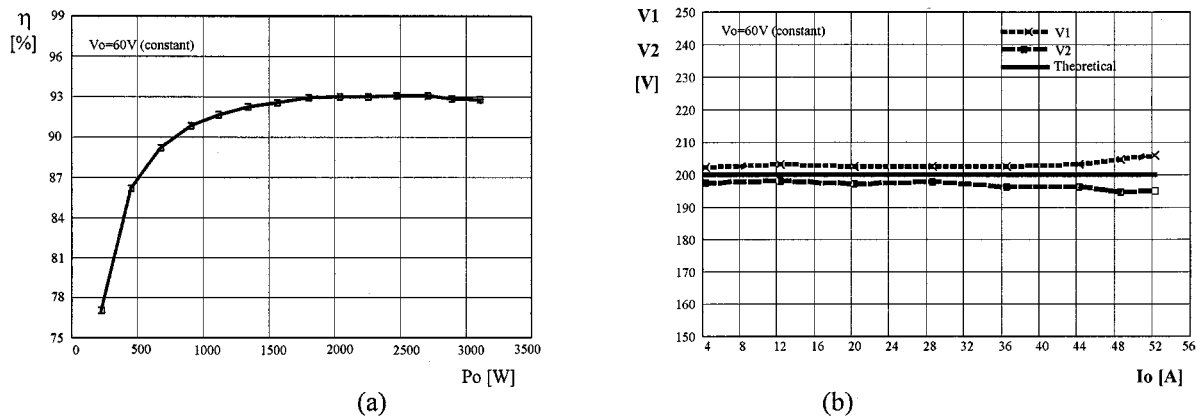 η
[%]
99
96
93
90
87
84
81
78
75
Vo=60V (constant)
0 500 1000 1500 2000 2500 3000 3500
Po [W]
(a)
V1
V2
[V]
250
240
230
220
210
200
190
180
170
160
150
Vo=60V (constant)
V1
V2
Theoretical
4 8 12 16 20 24 28 32 36 40 44 48 52 56
Io [A]
(b)